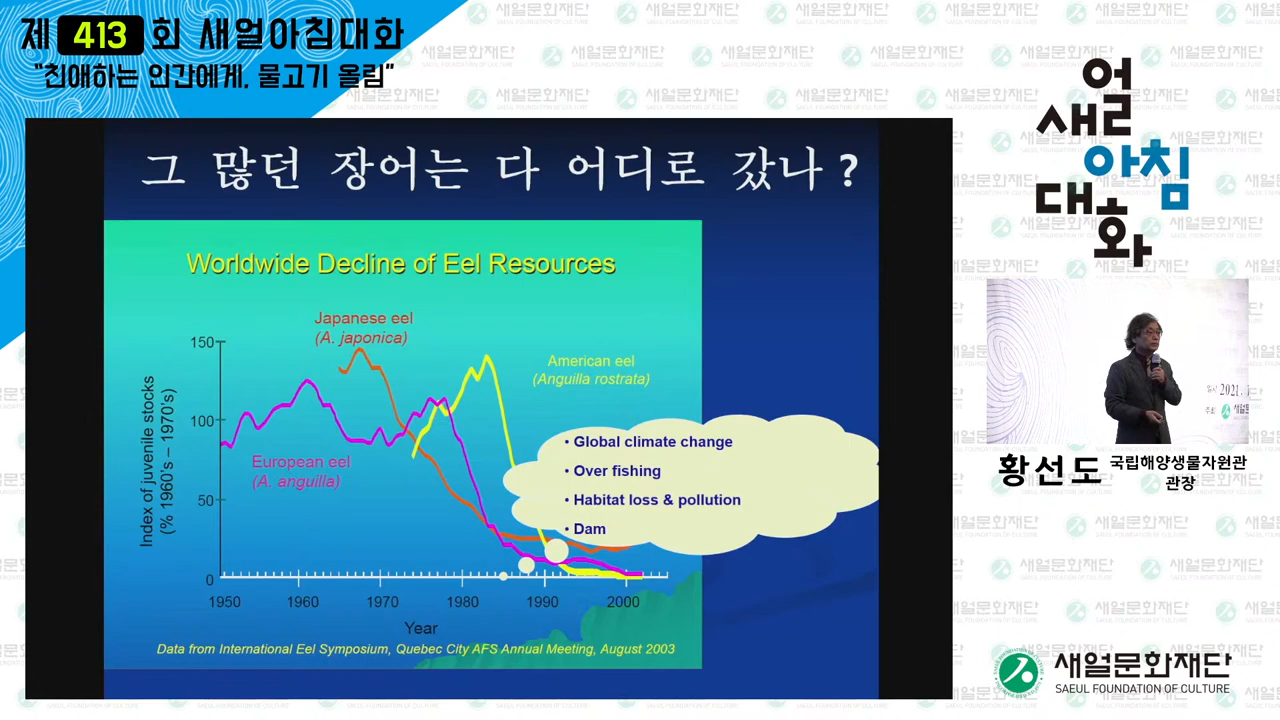 제 413 회 새얼아침대화
"친애하는 인간에게, 물고기 올림"
그 많던 장어는 다 어디로 갔나 ?
Worldwide Decline of Eel Resources
Japanese eel
(A. japonica)
American eel
(Anguilla rostrata)
European eel
(A. anguilla)
Index of juvenile stocks
(% 1960's – 1970's)
150
100
50
0
1950 1960 1970 1980 1990 2000
Year
• Global climate change
• Over fishing
• Habitat loss & pollution
• Dam
Data from International Eel Symposium, Quebec City AFS Annual Meeting, August 2003
새얼
아침
대화
일시 2021.
주최
황선도 국립해양생물자원관
관장
새얼문화재단
SAEUL FOUNDATION OF CULTURE